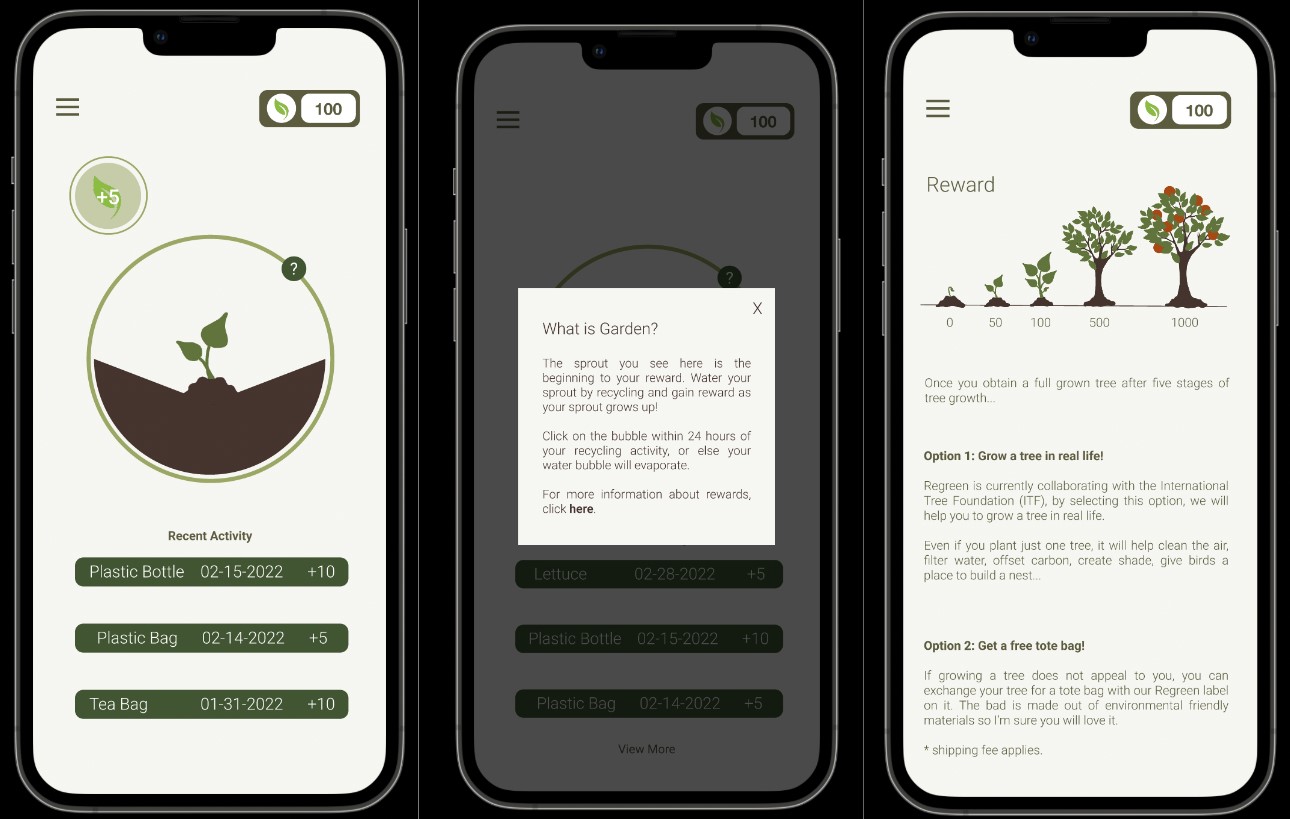 100
+5
?
Recent Activity
Plastic Bottle 02-15-2022 +10
Plastic Bag 02-14-2022 +5
Tea Bag 01-31-2022 +10
100
?
X
What is Garden?
The sprout you see here is the
beginning to your reward. Water your
sprout by recycling and gain reward as
your sprout grows up!
Click on the bubble within 24 hours of
your recycling activity, or else your
water bubble will evaporate.
For more information about rewards,
click here.
Lettuce 02-28-2022 +5
Plastic Bottle 02-15-2022 +10
Plastic Bag 02-14-2022 +5
View More
100
Reward
0 50 100 500 1000
Once you obtain a full grown tree after five stages of
tree growth...
Option 1: Grow a tree in real life!
Regreen is currently collaborating with the International
Tree Foundation (ITF), by selecting this option, we will
help you to grow a tree in real life.
Even if you plant just one tree, it will help clean the air,
filter water, offset carbon, create shade, give birds a
place to build a nest...
Option 2: Get a free tote bag!
If growing a tree does not appeal to you, you can
exchange your tree for a tote bag with our Regreen label
on it. The bad is made out of environmental friendly
materials so I'm sure you will love it.
* shipping fee applies.